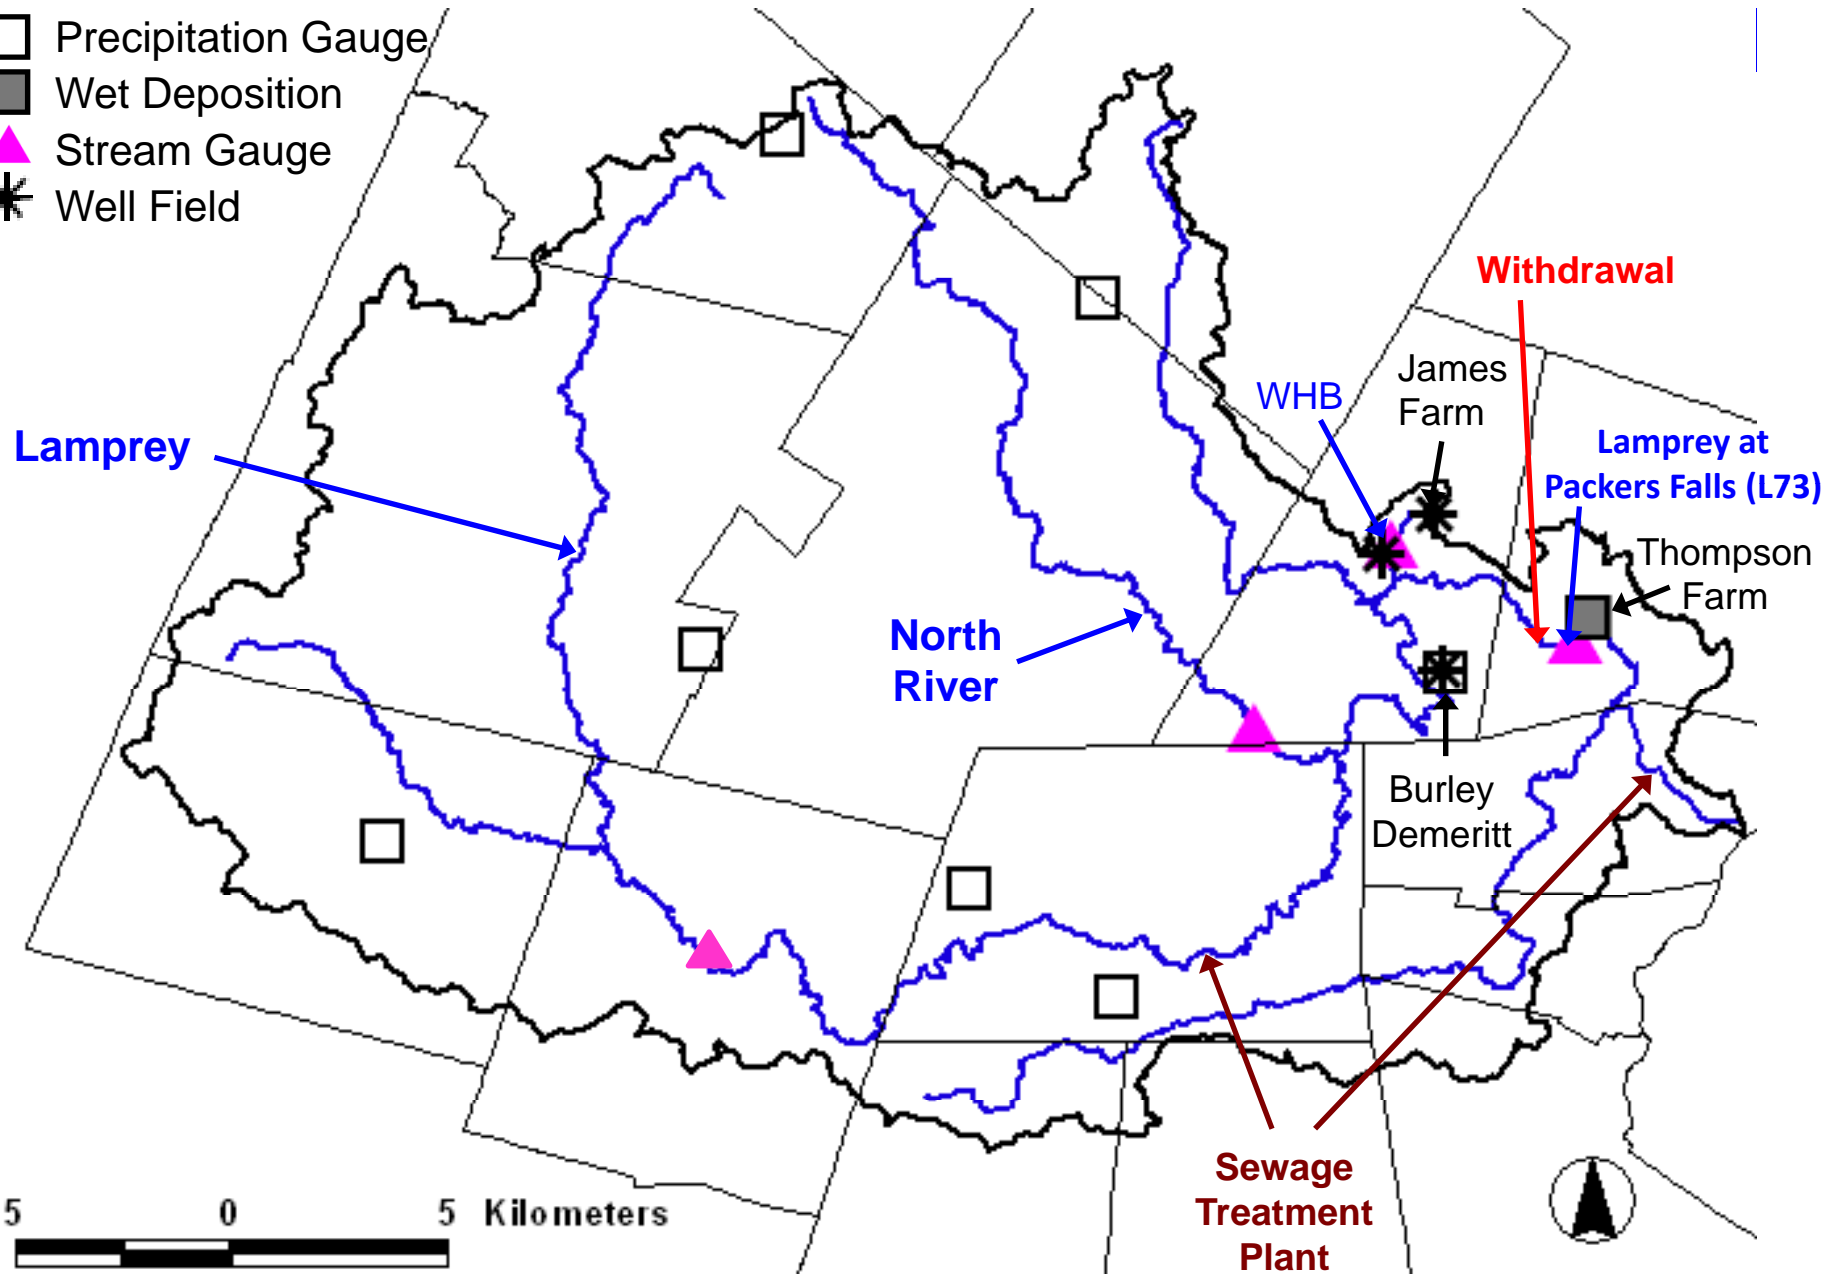 Precipitation Gauge
Wet Deposition
Stream Gauge
Well Field
Withdrawal
James
Farm
WHB
Lamprey
Lamprey at
Packers Falls (L73)
Thompson
Farm
North
River
Burley
Demeritt
Sewage
Treatment
Plant
5 0 5 Kilometers